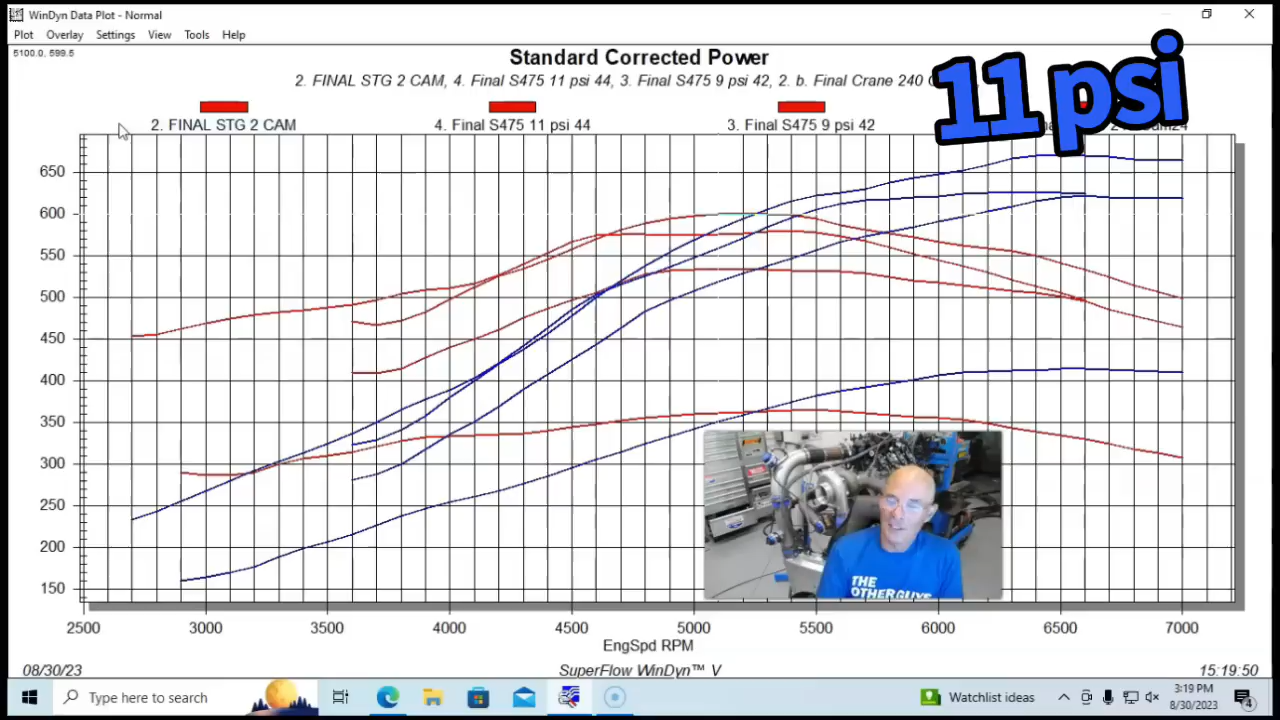 WinDyn Data Plot - Normal
Plot Overlay Settings View Tools Help
5100.0, 599.5
Standard Corrected Power
2. FINAL STG 2 CAM, 4. Final S475 11 psi 44, 3. Final S475 9 psi 42, 2. b. Final Crane 240
11 psi
2. FINAL STG 2 CAM 4. Final S475 11 psi 44 3. Final S475 9 psi 42
650
600
550
500
450
400
350
300
250
200
150
THE
OTHER GUYS
2500 3000 3500 4000 4500 5000 5500 6000 6500 7000
EngSpd RPM
08/30/23 SuperFlow WinDyn™ V 15:19:50
Type here to search
Watchlist ideas
3:19 PM
8/30/2023
4